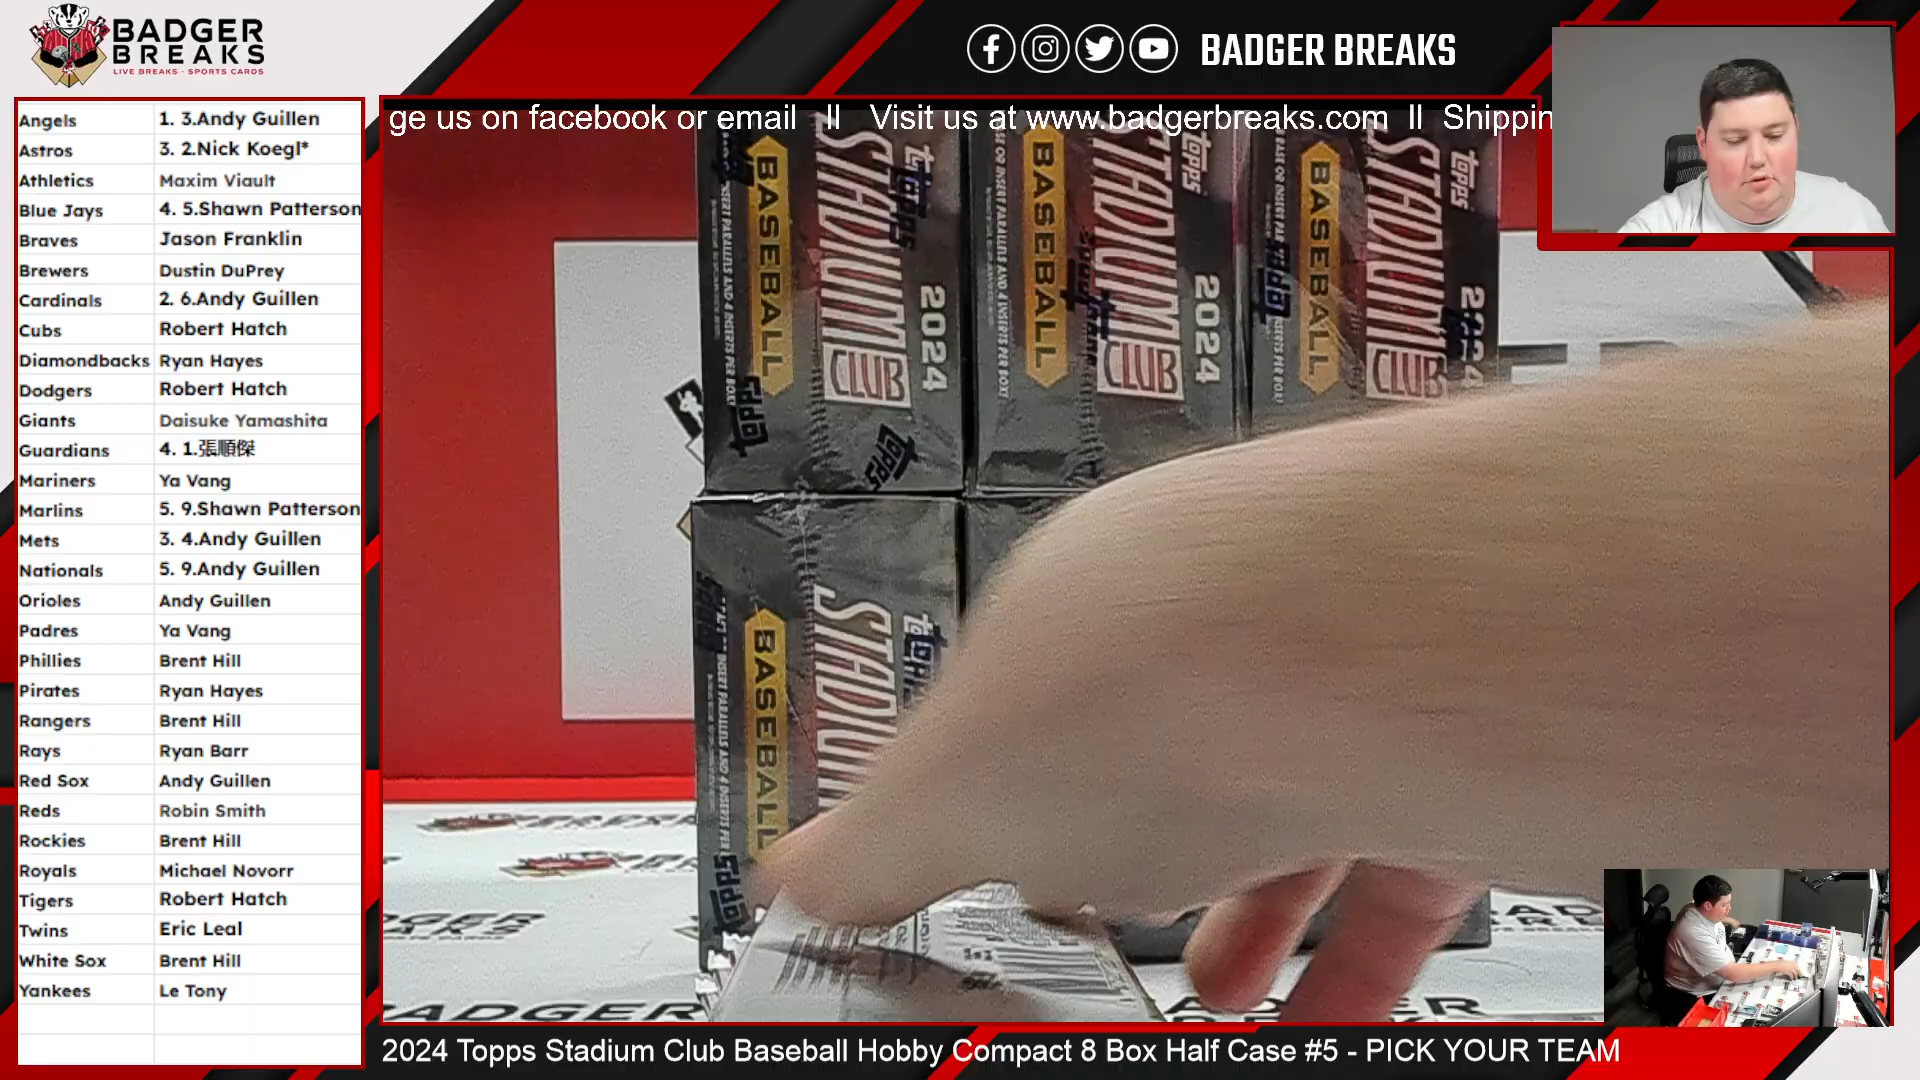 BADGER
BREAKS
LIVE BREAKS - SPORTS CARDS
BADGER BREAKS
ge us on facebook or email || Visit us at www.badgerbreaks.com || Shippin
Angels 1. 3.Andy Guillen
Astros 3. 2.Nick Koegl*
Athletics Maxim Viault
Blue Jays 4. 5.Shawn Patterson
Braves Jason Franklin
Brewers Dustin DuPrey
Cardinals 2. 6.Andy Guillen
Cubs Robert Hatch
Diamondbacks Ryan Hayes
Dodgers Robert Hatch
Giants Daisuke Yamashita
Guardians 4. 1.張順傑
Mariners Ya Vang
Marlins 5. 9.Shawn Patterson
Mets 3. 4.Andy Guillen
Nationals 5. 9.Andy Guillen
Orioles Andy Guillen
Padres Ya Vang
Phillies Brent Hill
Pirates Ryan Hayes
Rangers Brent Hill
Rays Ryan Barr
Red Sox Andy Guillen
Reds Robin Smith
Rockies Brent Hill
Royals Michael Novorr
Tigers Robert Hatch
Twins Eric Leal
White Sox Brent Hill
Yankees Le Tony
topps
STADIUM
CLUB
2024
BASEBALL
topps
STADIUM
CLUB
2024
BASEBALL
topps
STADIUM
CLUB
2024
BASEBALL
STADIUM
BASEBALL
BADGER
2024 Topps Stadium Club Baseball Hobby Compact 8 Box Half Case #5 - PICK YOUR TEAM